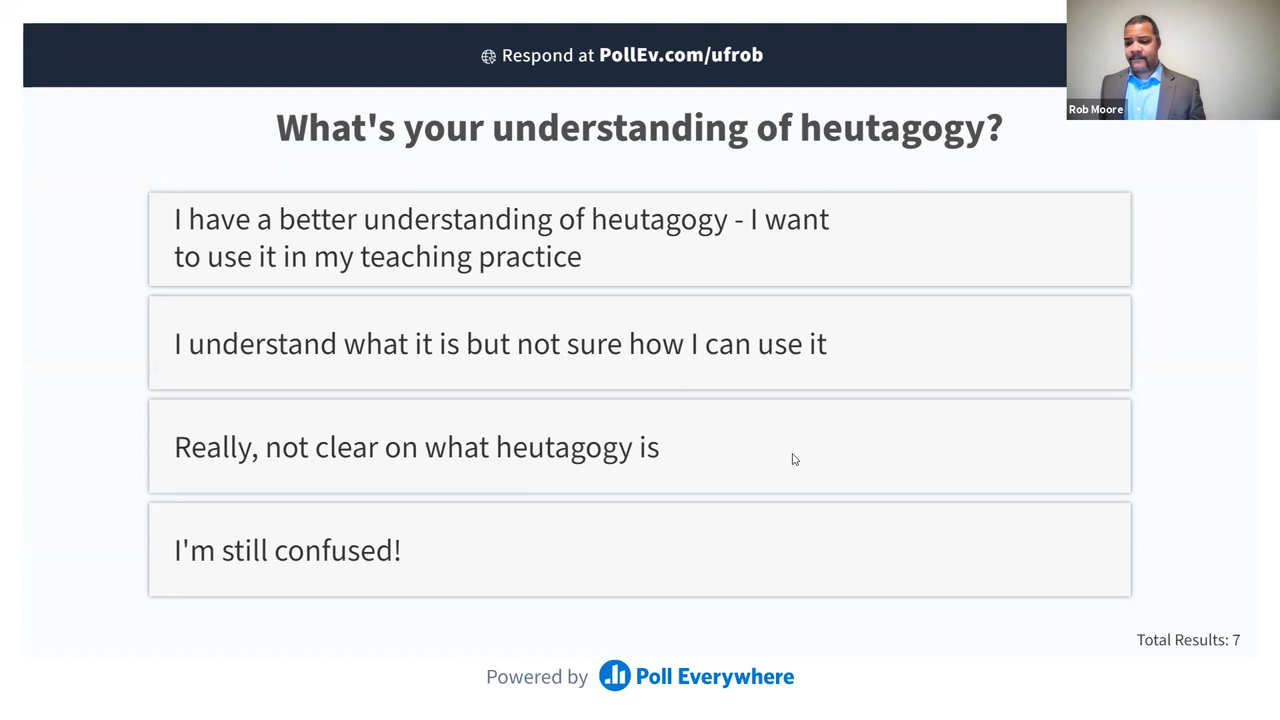 Respond at PollEv.com/ufrob
Rob Moore
What's your understanding of heutagogy?
I have a better understanding of heutagogy - I want
to use it in my teaching practice
I understand what it is but not sure how I can use it
Really, not clear on what heutagogy is
I'm still confused!
Total Results: 7
Powered by Poll Everywhere